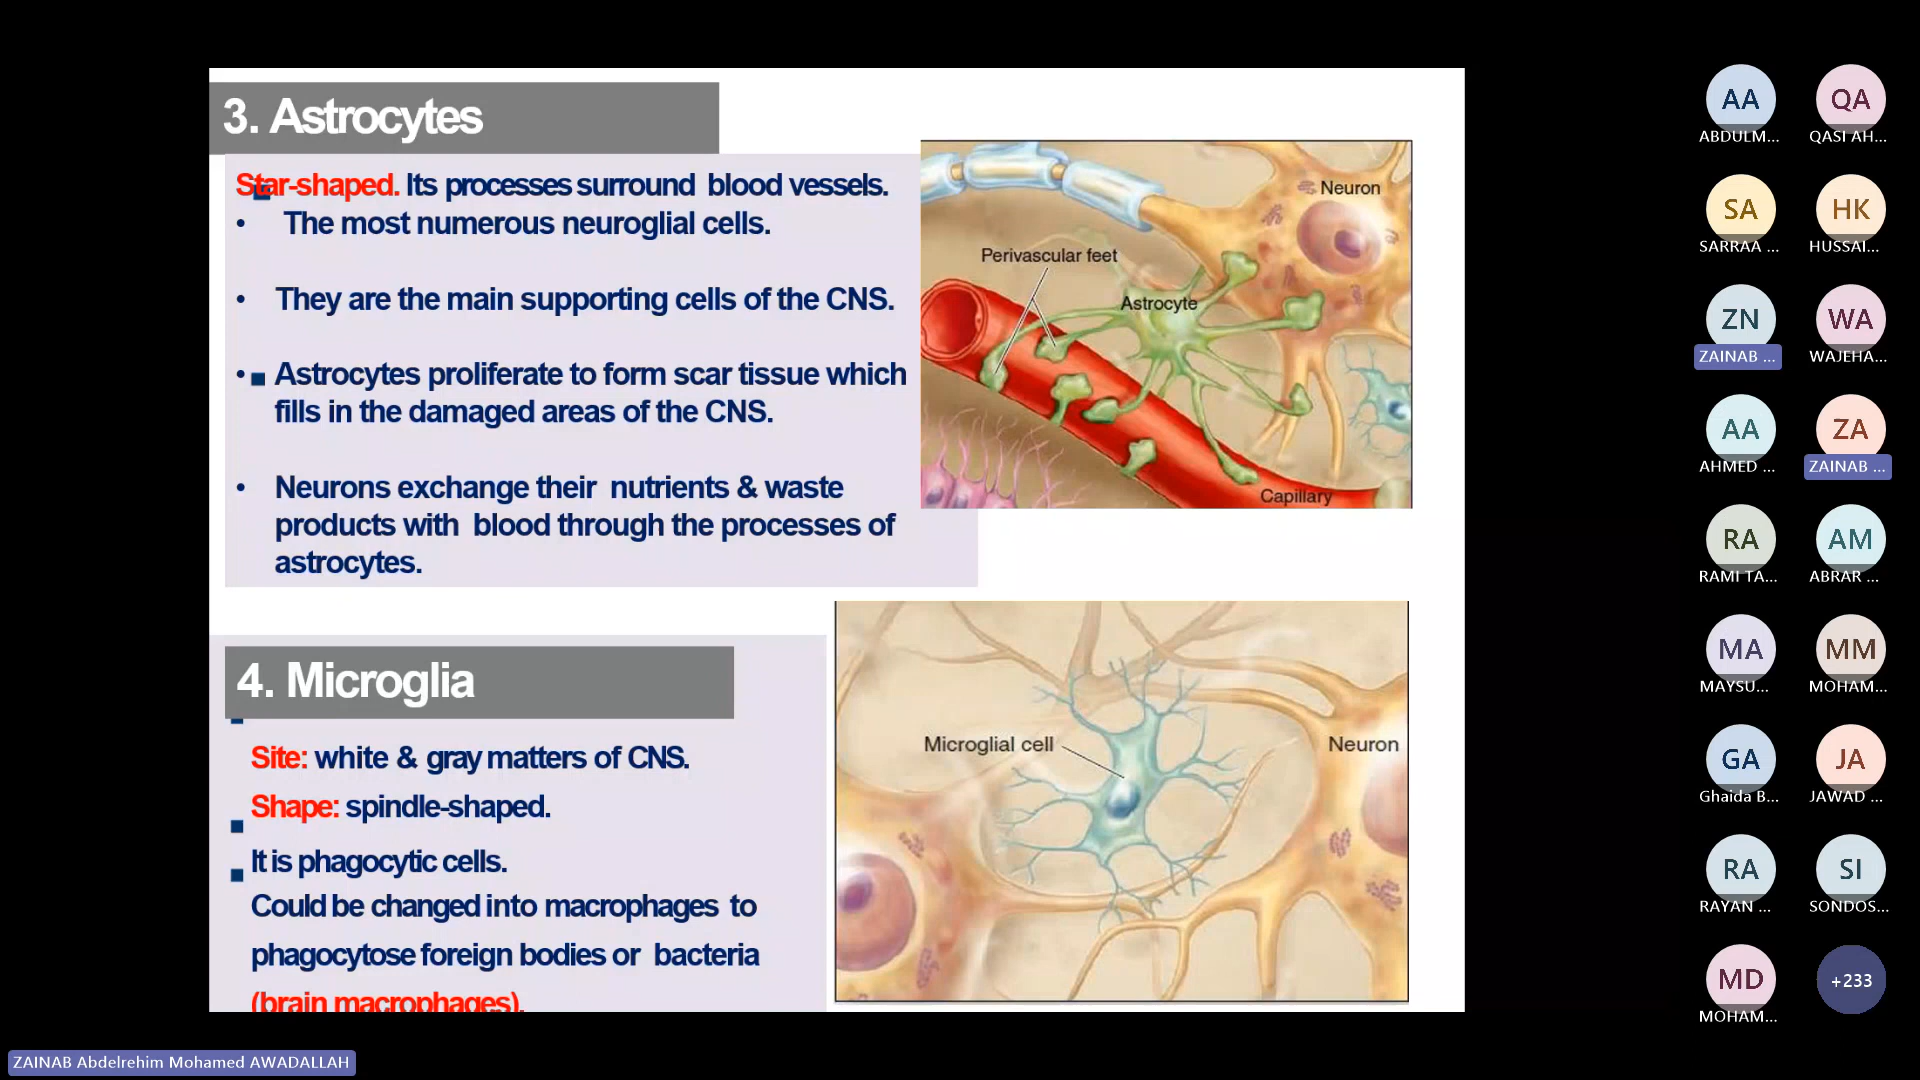 3. Astrocytes
Star-shaped. Its processes surround blood vessels.
• The most numerous neuroglial cells.
• They are the main supporting cells of the CNS.
• Astrocytes proliferate to form scar tissue which
fills in the damaged areas of the CNS.
• Neurons exchange their nutrients & waste
products with blood through the processes of
astrocytes.
Neuron
Perivascular feet
Astrocyte
Capillary
4. Microglia
Site: white & gray matters of CNS.
Shape: spindle-shaped.
It is phagocytic cells.
Could be changed into macrophages to
phagocytose foreign bodies or bacteria
(brain macrophages).
Microglial cell
Neuron
AA
ABDULM...
QA
QASI AH...
SA
SARRAA ...
HK
HUSSAI...
ZN
ZAINAB ...
WA
WAJEHA...
AA
AHMED ...
ZA
ZAINAB ...
RA
RAMI TA...
AM
ABRAR ...
MA
MAYSU...
MM
MOHAM...
GA
Ghaida B...
JA
JAWAD ...
RA
RAYAN ...
SI
SONDOS...
MD
MOHAM...
+233
ZAINAB Abdelrehim Mohamed AWADALLAH